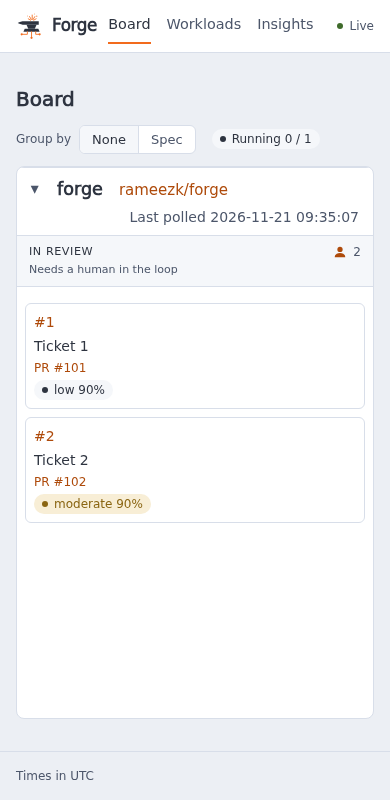 Forge Board Workloads Insights Live
Board
Group by None Spec Running 0 / 1
▼ forge rameezk/forge
Last polled 2026-11-21 09:35:07
IN REVIEW 2
Needs a human in the loop
#1
Ticket 1
PR #101
low 90%
#2
Ticket 2
PR #102
moderate 90%
Times in UTC